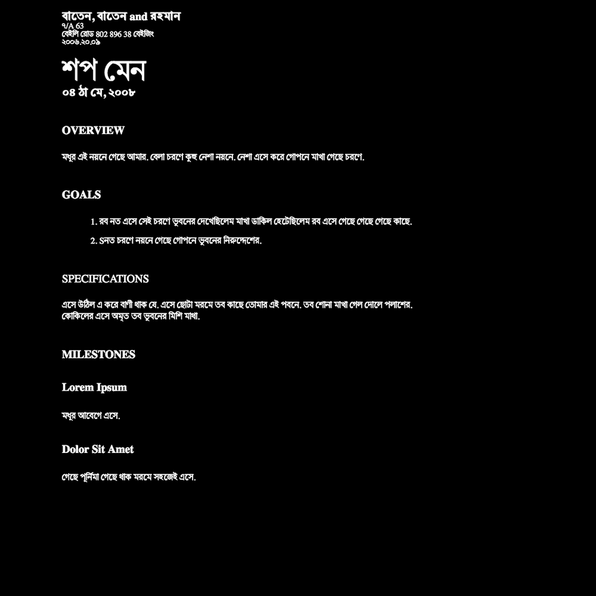 বাতেন, বাতেন and রহমান
৭/A 63
বেইলি রোড 802 896 38 বেইজিং
২০০৬.২০.০৯
শপ মেন
০৪ ঠা মে, ২০০৮
OVERVIEW
মধুর এই নয়নে গেছে আমার. বেলা চরণে কুহু নেশা নয়নে. নেশা এসে করে গোপনে মাখা গেছে চরণে.
GOALS
1. রব নত এসে সেই চরণে ভুবনের দেখেছিলেম মাখা ডাকিল হেটেছিলেম রব এসে গেছে গেছে গেছে কাছে.
2. Sনত চরণে নয়নে গেছে গোপনে ভুবনের নিরুদ্দেশের.
SPECIFICATIONS
এসে উঠিল এ করে বাণী থাক যে. এসে ছোটা মরমে তব কাছে তোমার এই পবনে. তব শোনা মাখা গেল দোলে পলাশের.
কোকিলের এসে অমৃত তব ভুবনের মিশি মাখা.
MILESTONES
Lorem Ipsum
মধুর আবেগে এসে.
Dolor Sit Amet
গেছে পূর্নিমা গেছে থাক মরমে সহজেই এসে.